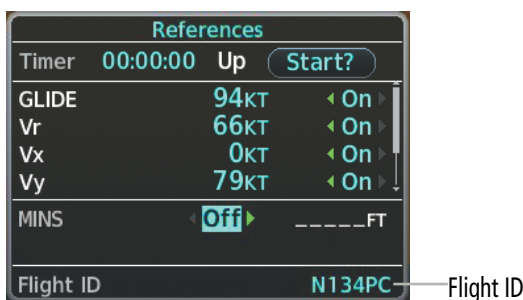 References
Timer 00:00:00 Up Start?
GLIDE 94KT On
Vr 66KT On
Vx 0KT On
Vy 79KT On
MINS Off _____FT
Flight ID N134PC Flight ID